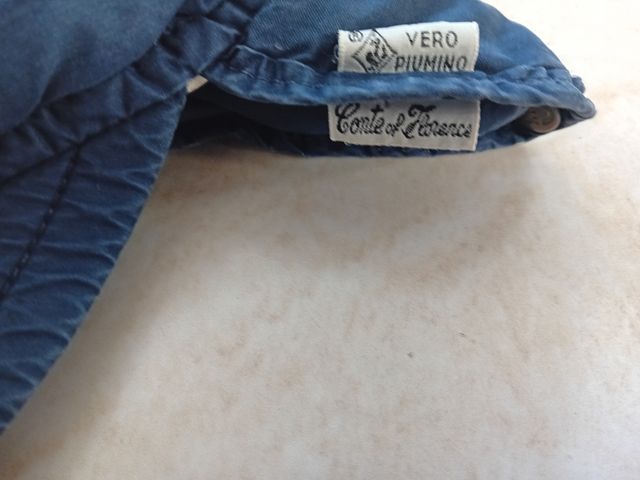 ®
VERO
PIUMINO
Conte of Florence